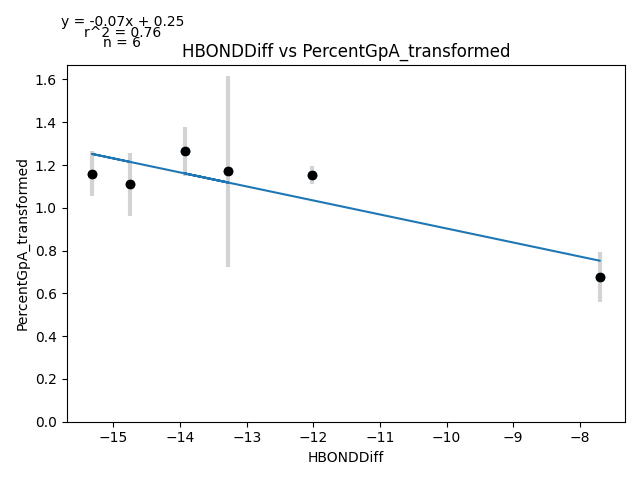 y = -0.07x + 0.25
r^2 = 0.76
n = 6
HBONDDiff vs PercentGpA_transformed
PercentGpA_transformed
1.6
1.4
1.2
1.0
0.8
0.6
0.4
0.2
0.0
−15 −14 −13 −12 −11 −10 −9 −8
HBONDDiff